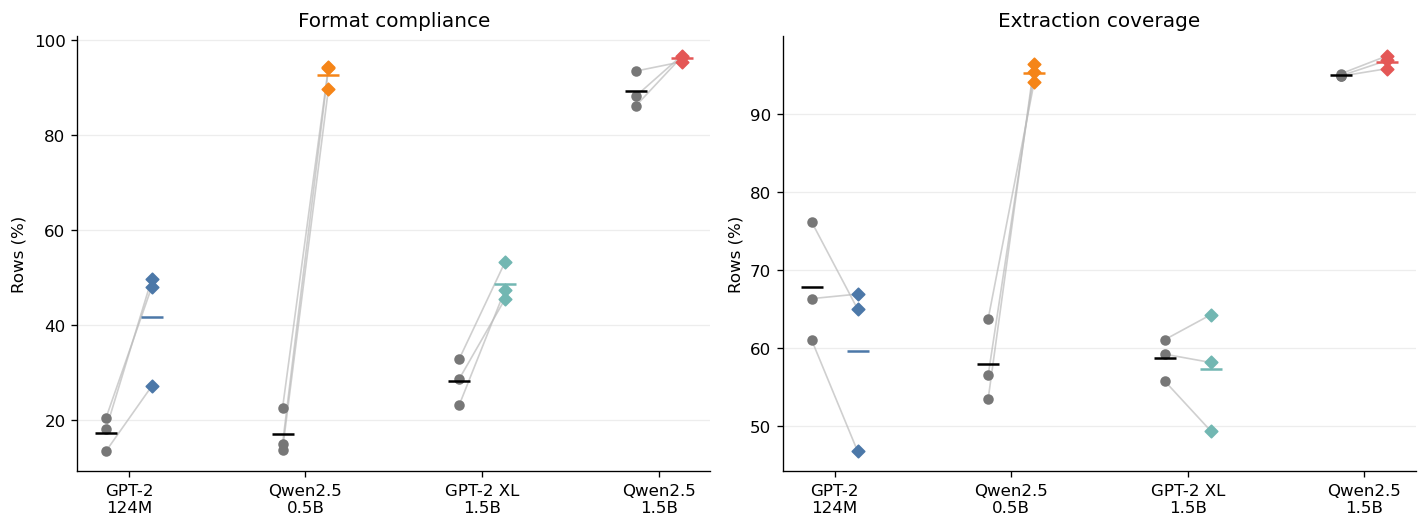 Format compliance
Rows (%)
100
80
60
40
20
GPT-2
124M
Qwen2.5
0.5B
GPT-2 XL
1.5B
Qwen2.5
1.5B
Extraction coverage
Rows (%)
90
80
70
60
50
GPT-2
124M
Qwen2.5
0.5B
GPT-2 XL
1.5B
Qwen2.5
1.5B